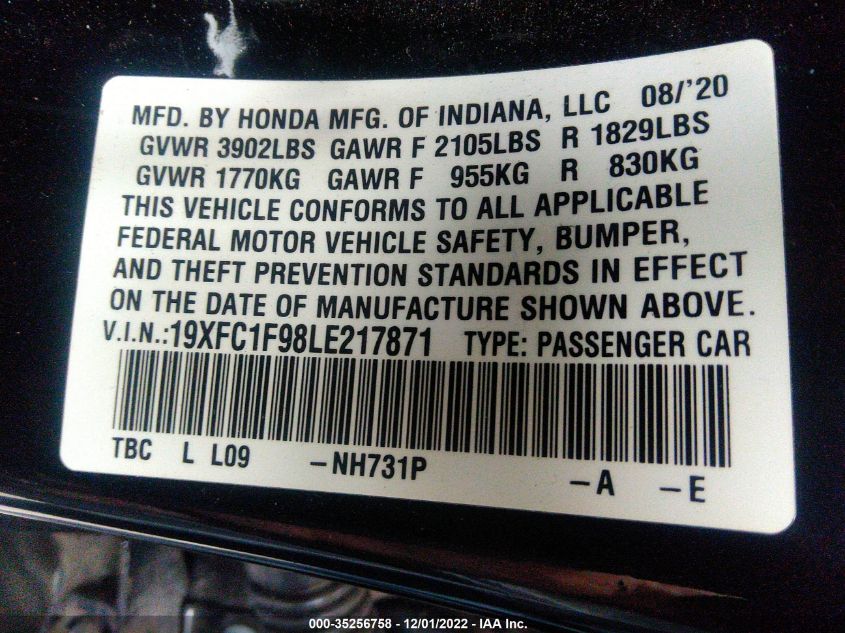 MFD. BY HONDA MFG. OF INDIANA, LLC 08/'20
GVWR 3902LBS GAWR F 2105LBS R 1829LBS
GVWR 1770KG GAWR F 955KG R 830KG
THIS VEHICLE CONFORMS TO ALL APPLICABLE
FEDERAL MOTOR VEHICLE SAFETY, BUMPER,
AND THEFT PREVENTION STANDARDS IN EFFECT
ON THE DATE OF MANUFACTURE SHOWN ABOVE.
V.I.N.:19XFC1F98LE217871 TYPE: PASSENGER CAR
TBC L L09 -NH731P -A -E
000-35256758 - 12/01/2022 - IAA Inc.